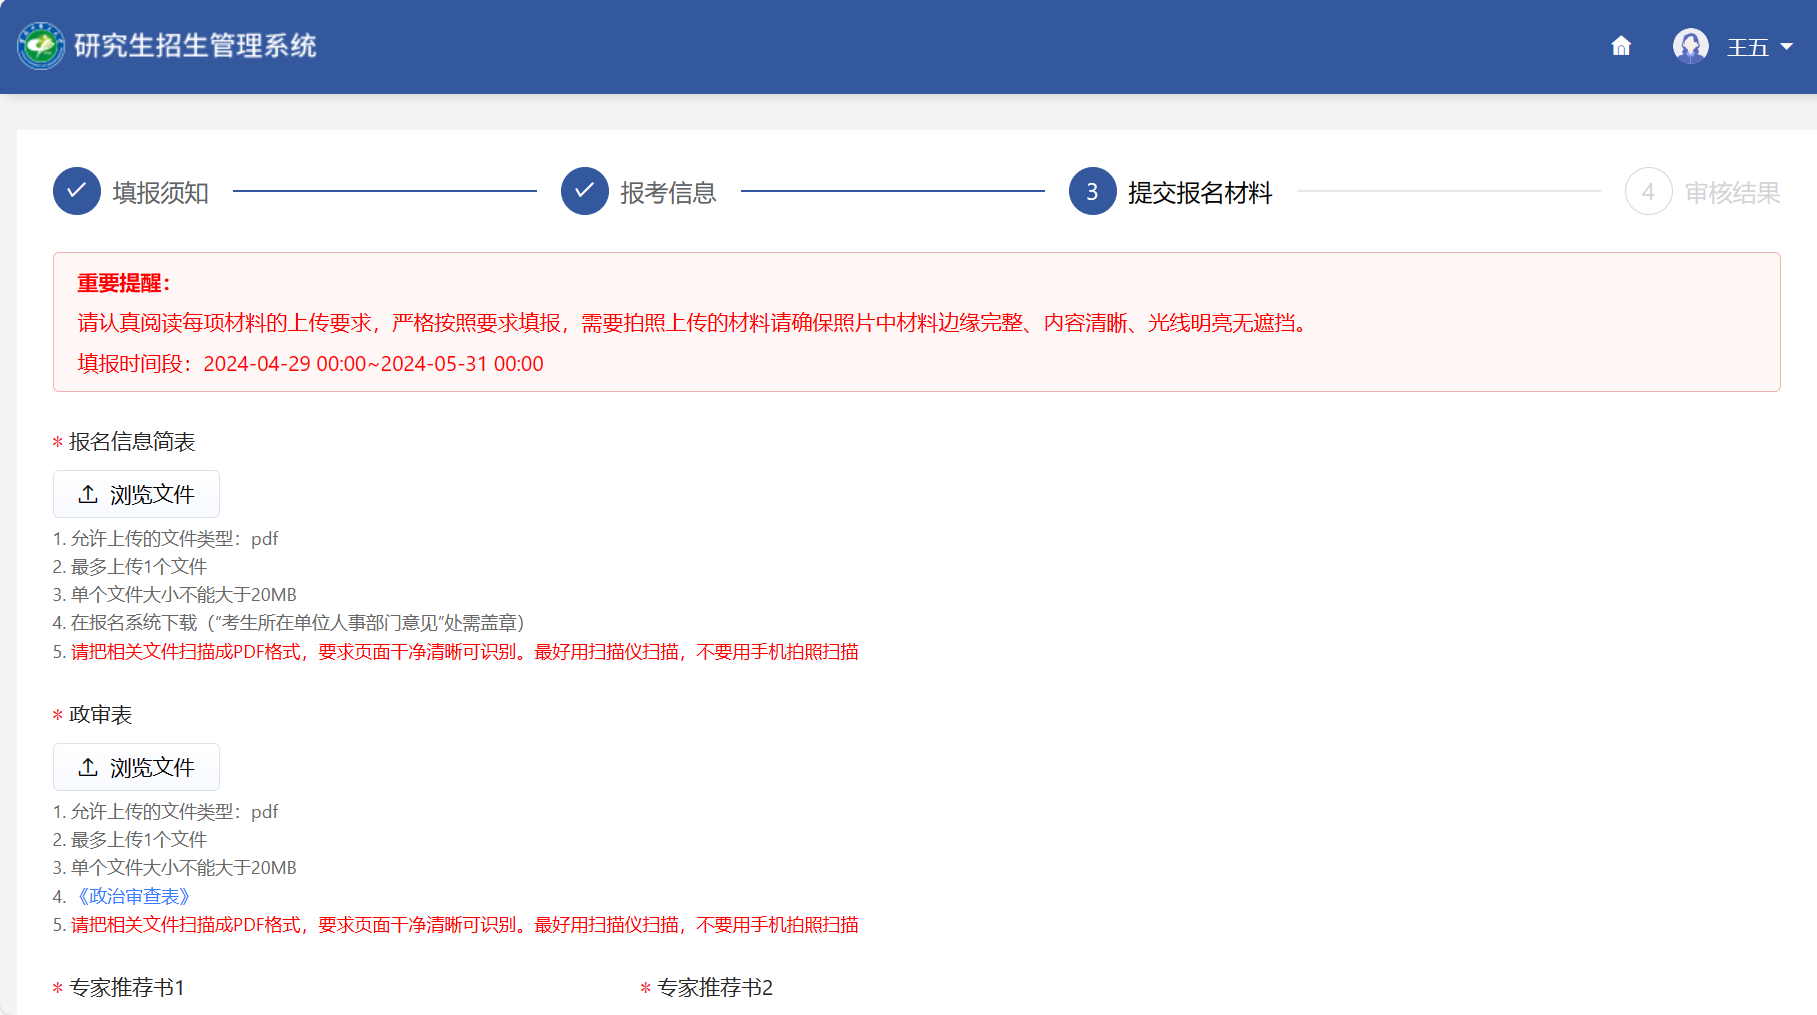 研究生招生管理系统
王五
填报须知
报考信息
3 提交报名材料
4 审核结果
重要提醒：
请认真阅读每项材料的上传要求，严格按照要求填报，需要拍照上传的材料请确保照片中材料边缘完整、内容清晰、光线明亮无遮挡。
填报时间段：2024-04-29 00:00~2024-05-31 00:00
* 报名信息简表
浏览文件
1. 允许上传的文件类型：pdf
2. 最多上传1个文件
3. 单个文件大小不能大于20MB
4. 在报名系统下载（“考生所在单位人事部门意见”处需盖章）
5. 请把相关文件扫描成PDF格式，要求页面干净清晰可识别。最好用扫描仪扫描，不要用手机拍照扫描
* 政审表
浏览文件
1. 允许上传的文件类型：pdf
2. 最多上传1个文件
3. 单个文件大小不能大于20MB
4. 《政治审查表》
5. 请把相关文件扫描成PDF格式，要求页面干净清晰可识别。最好用扫描仪扫描，不要用手机拍照扫描
* 专家推荐书1
* 专家推荐书2